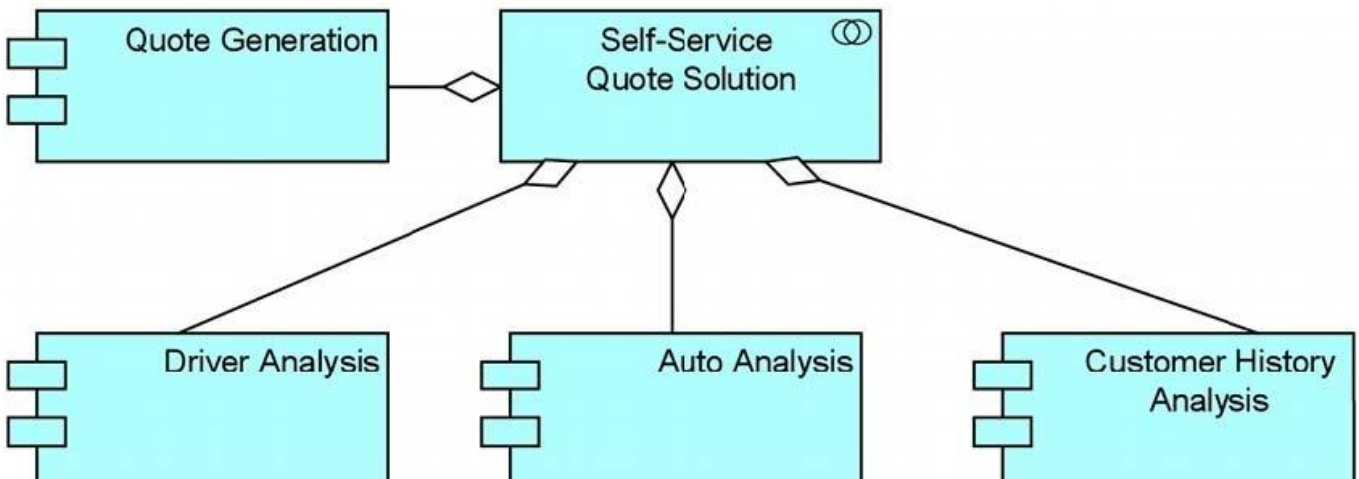 Quote Generation
Self-Service
Quote Solution
Driver Analysis
Auto Analysis
Customer History
Analysis